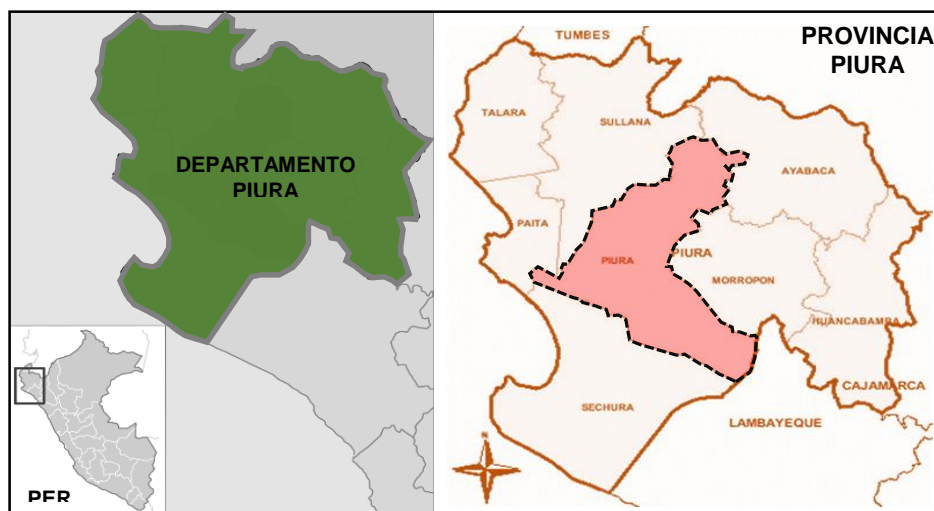 DEPARTAMENTO
PIURA
PER
PROVINCIA
PIURA
TUMBES
TALARA
SULLANA
AYABACA
PAITA
PIURA
PIURA
MORROPON
HUANCABAMBA
CAJAMARCA
SECHURA
LAMBAYEQUE
N